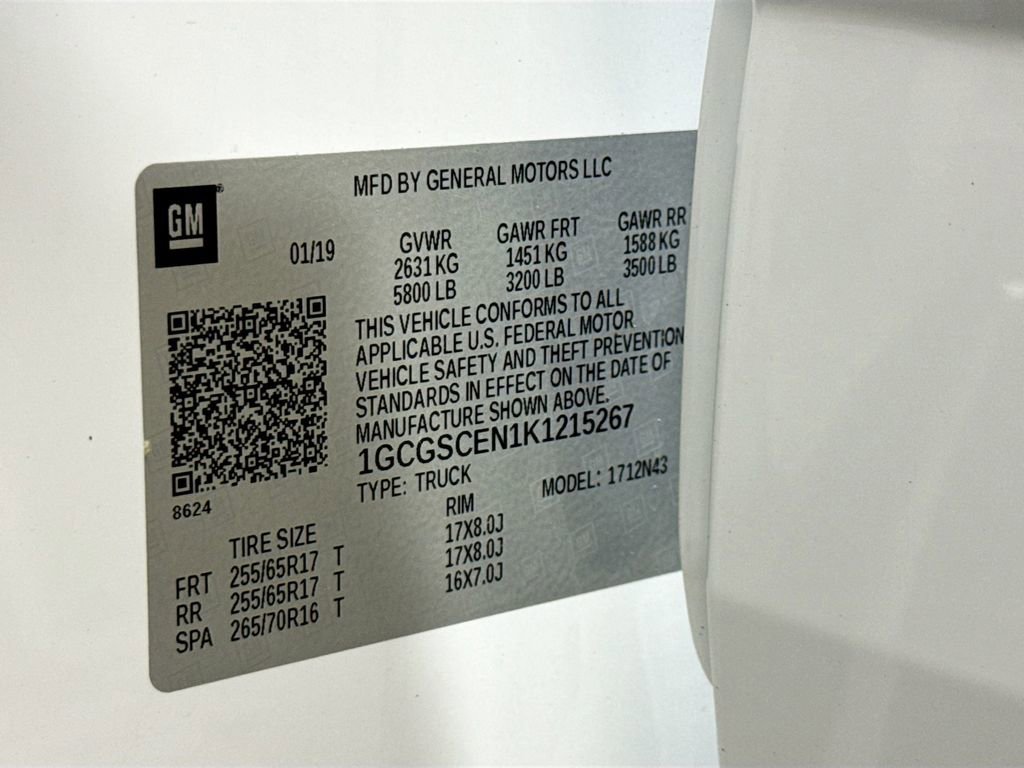 MFD BY GENERAL MOTORS LLC
GM®
01/19
GVWR GAWR FRT GAWR RR
2631 KG 1451 KG 1588 KG
5800 LB 3200 LB 3500 LB
THIS VEHICLE CONFORMS TO ALL
APPLICABLE U.S. FEDERAL MOTOR
VEHICLE SAFETY AND THEFT PREVENTION
STANDARDS IN EFFECT ON THE DATE OF
MANUFACTURE SHOWN ABOVE.
1GCGSCEN1K1215267
TYPE: TRUCK MODEL: 1712N43
8624
TIRE SIZE RIM
FRT 255/65R17 T 17X8.0J
RR 255/65R17 T 17X8.0J
SPA 265/70R16 T 16X7.0J